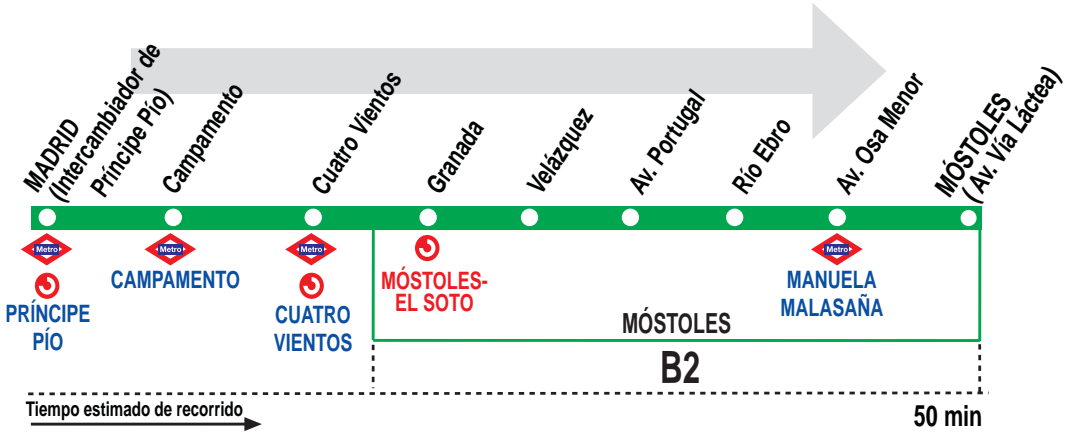 MADRID
(Intercambiador de
Príncipe Pío)
Campamento
Cuatro Vientos
Granada
Velázquez
Av. Portugal
Río Ebro
Av. Osa Menor
MÓSTOLES
(Av. Vía Láctea)
Metro
Metro
Metro
Metro
PRÍNCIPE
PÍO
CAMPAMENTO
CUATRO
VIENTOS
MÓSTOLES-
EL SOTO
MANUELA
MALASAÑA
MÓSTOLES
B2
Tiempo estimado de recorrido
50 min